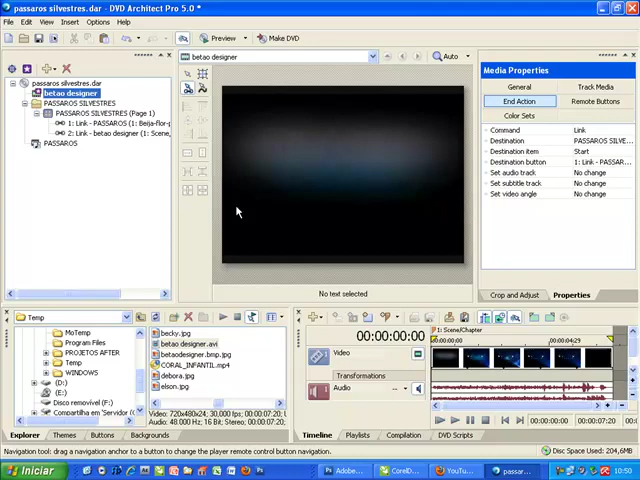 passaros silvestres.dar - DVD Architect Pro 5.0 *
File Edit View Insert Options Help
Preview
Make DVD
passaros silvestres.dar
betao designer
PASSAROS SILVESTRES
PASSAROS SILVESTRES (Page 1)
1: Link - PASSAROS (1: Beija-flor-p
2: Link - betao designer (1: Scene,
PASSAROS
betao designer
Auto
No text selected
Media Properties
General
Track Media
End Action
Remote Buttons
Color Sets
Command Link
Destination PASSAROS SILVE...
Destination item Start
Destination button 1: Link - PASSAR...
Set audio track No change
Set subtitle track No change
Set video angle No change
Crop and Adjust
Properties
Temp
MoTemp
Program Files
PROJETOS AFTER
Temp
WINDOWS
(D:)
(E:)
Disco removível (F:)
Compartilha em 'Servidor (
becky.jpg
betao designer.avi
betaodesigner.bmp.jpg
CORAL_INFANTIL.mp4
debora.jpg
elson.jpg
Video: 720x480x24; 30,000 fps; 00:00:07:20;
Audio: 48.000 Hz; 16 Bit; Stereo; 00:00:07:20;
Explorer
Themes
Buttons
Backgrounds
00:00:00:00
1: Scene/Chapter
00:00:00:00
00:00:04:29
1 Video
Transformations
1 Audio
Timeline
Playlists
Compilation
DVD Scripts
Navigation tool: drag a navigation anchor to a button to change the player remote control button navigation.
Disc Space Used: 204,6MB
Iniciar
Adobe...
CorelD...
YouTu...
passar...
10:50